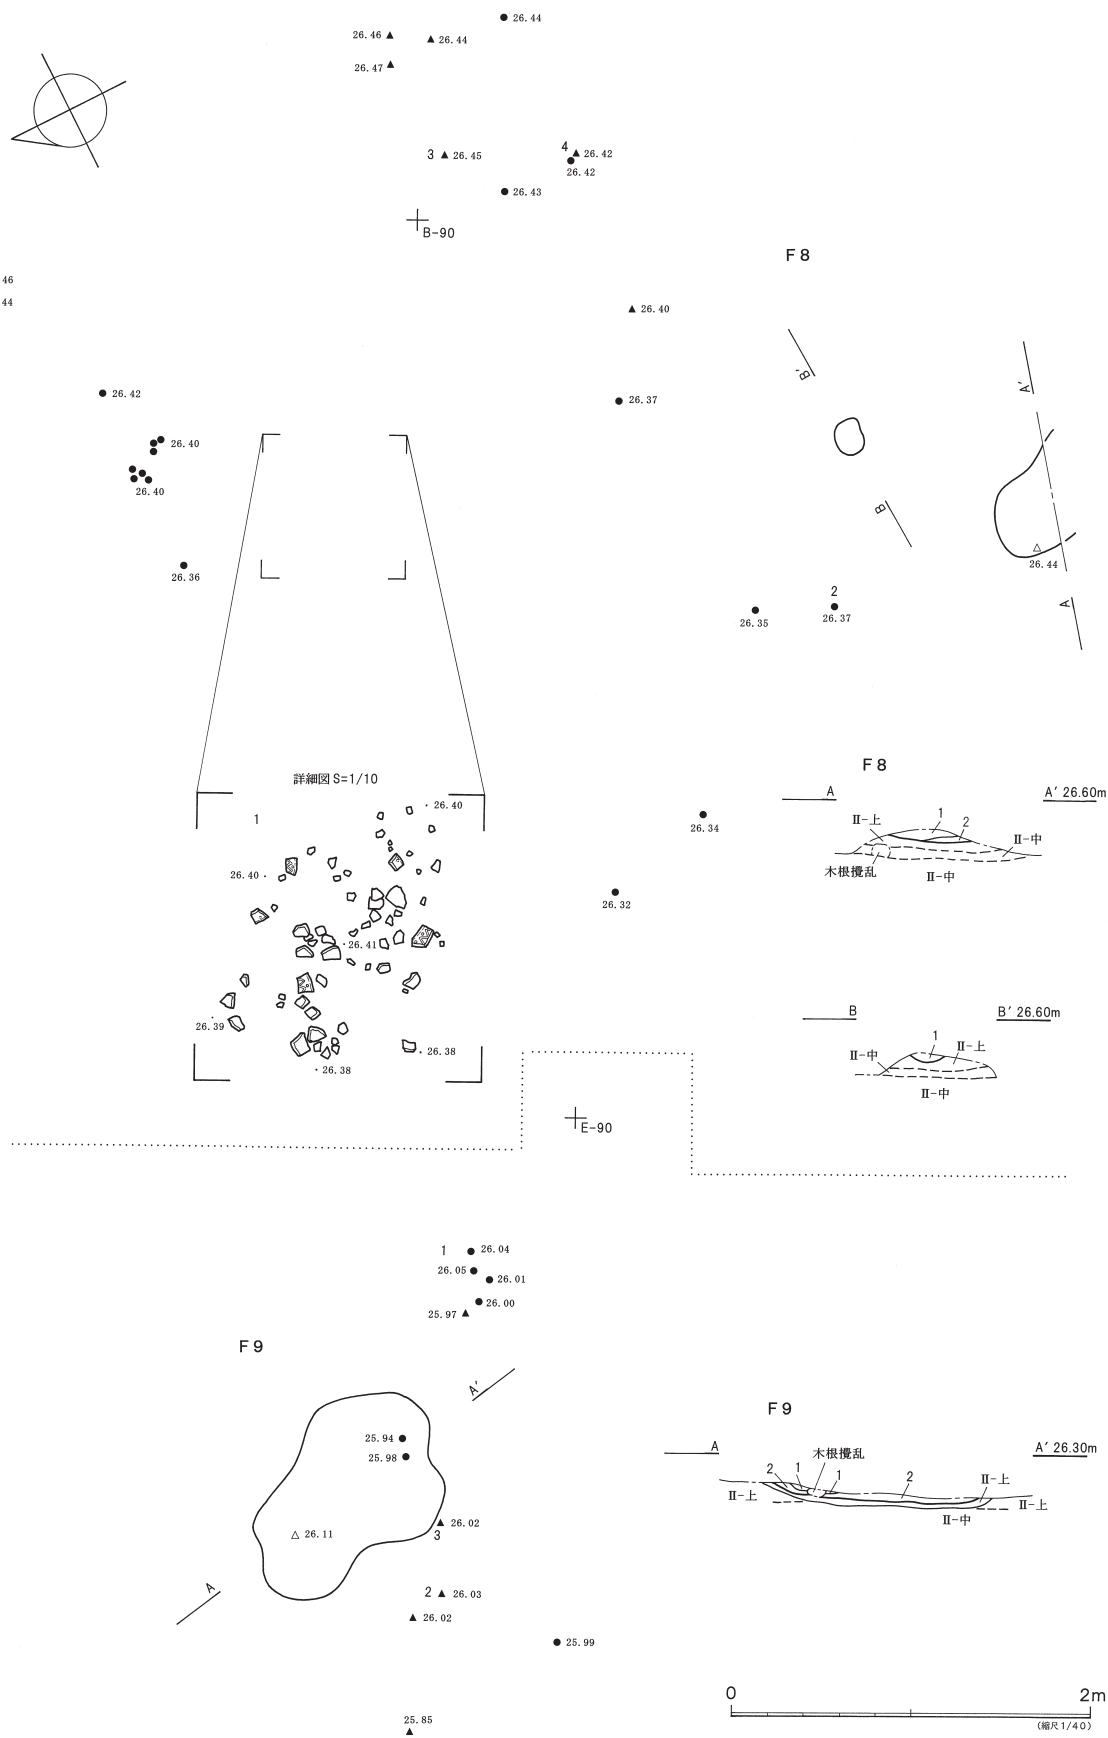 26.44
26.46
26.44
26.47
3
26.45
4
26.42
26.42
26.43
B-90
46
44
F8
26.40
B′
A′
26.42
26.37
26.40
26.40
B
26.44
26.36
2
A
26.35
26.37
F8
詳細図 S=1/10
A
A′ 26.60m
26.40
1
26.34
1
Ⅱ-上
2
Ⅱ-中
木根攪乱
Ⅱ-中
26.40
26.32
26.41
B
B′ 26.60m
26.39
1
Ⅱ-上
Ⅱ-中
26.38
26.38
Ⅱ-中
E-90
1
26.04
26.05
26.01
26.00
25.97
F9
A′
F9
25.94
A
A′ 26.30m
25.98
木根攪乱
2
1
1
2
Ⅱ-上
Ⅱ-上
Ⅱ-上
26.02
Ⅱ-中
3
26.11
A
2
26.03
26.02
25.99
0
2m
25.85
(縮尺1/40)